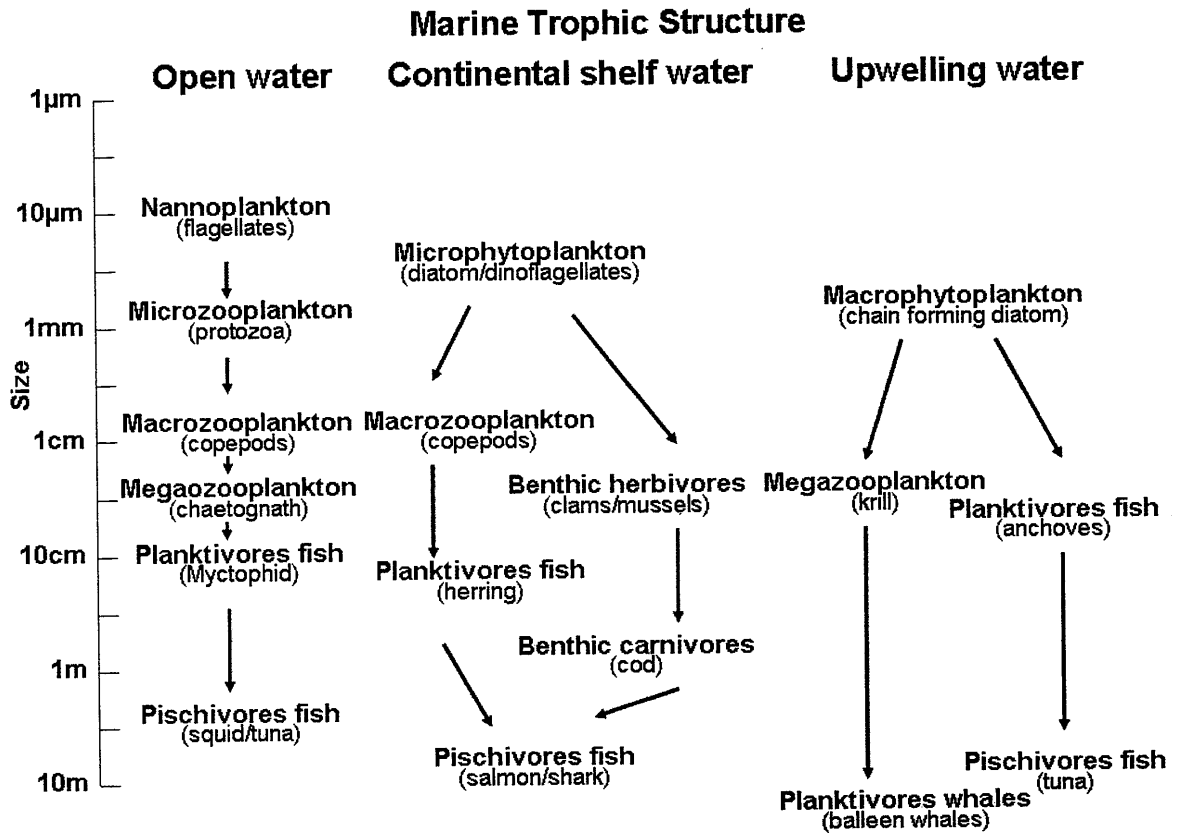 Marine Trophic Structure
Open water
Continental shelf water
Upwelling water
Size
1µm
10µm
1mm
1cm
10cm
1m
10m
Nannoplankton
(flagellates)
Microzooplankton
(protozoa)
Macrozooplankton
(copepods)
Megaozooplankton
(chaetognath)
Planktivores fish
(Myctophid)
Pischivores fish
(squid/tuna)
Microphytoplankton
(diatom/dinoflagellates)
Macrozooplankton
(copepods)
Benthic herbivores
(clams/mussels)
Planktivores fish
(herring)
Benthic carnivores
(cod)
Pischivores fish
(salmon/shark)
Macrophytoplankton
(chain forming diatom)
Megazooplankton
(krill)
Planktivores fish
(anchoves)
Planktivores whales
(balleen whales)
Pischivores fish
(tuna)